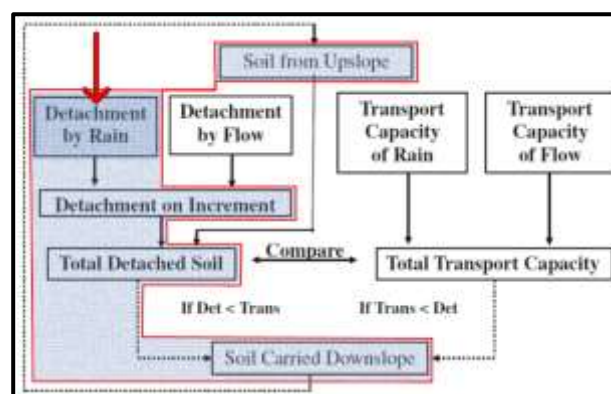 Soil from Upslope
Detachment
by Rain
Detachment
by Flow
Transport
Capacity
of Rain
Transport
Capacity
of Flow
Detachment on Increment
Total Detached Soil
Compare
Total Transport Capacity
If Det < Trans
If Trans < Det
Soil Carried Downslope